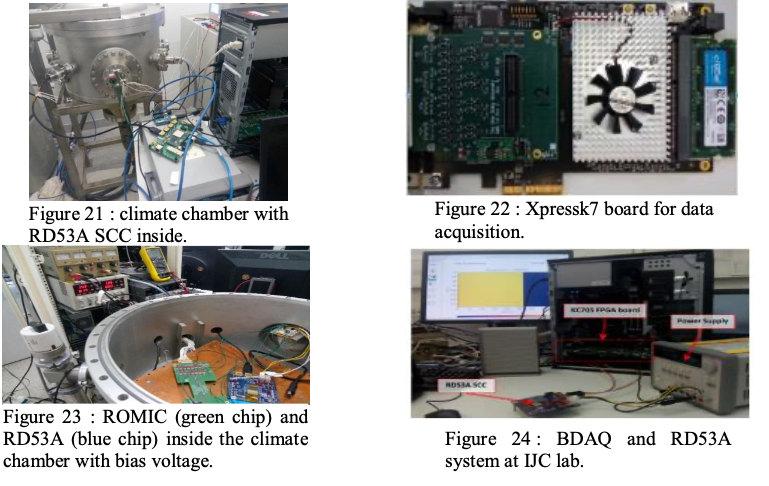 Figure 21 : climate chamber with
RD53A SCC inside.
Figure 22 : Xpressk7 board for data
acquisition.
DELL
KC705 FPGA board
Power Supply
RD53A SCC
Figure 23 : ROMIC (green chip) and
RD53A (blue chip) inside the climate
chamber with bias voltage.
Figure 24 : BDAQ and RD53A
system at IJC lab.